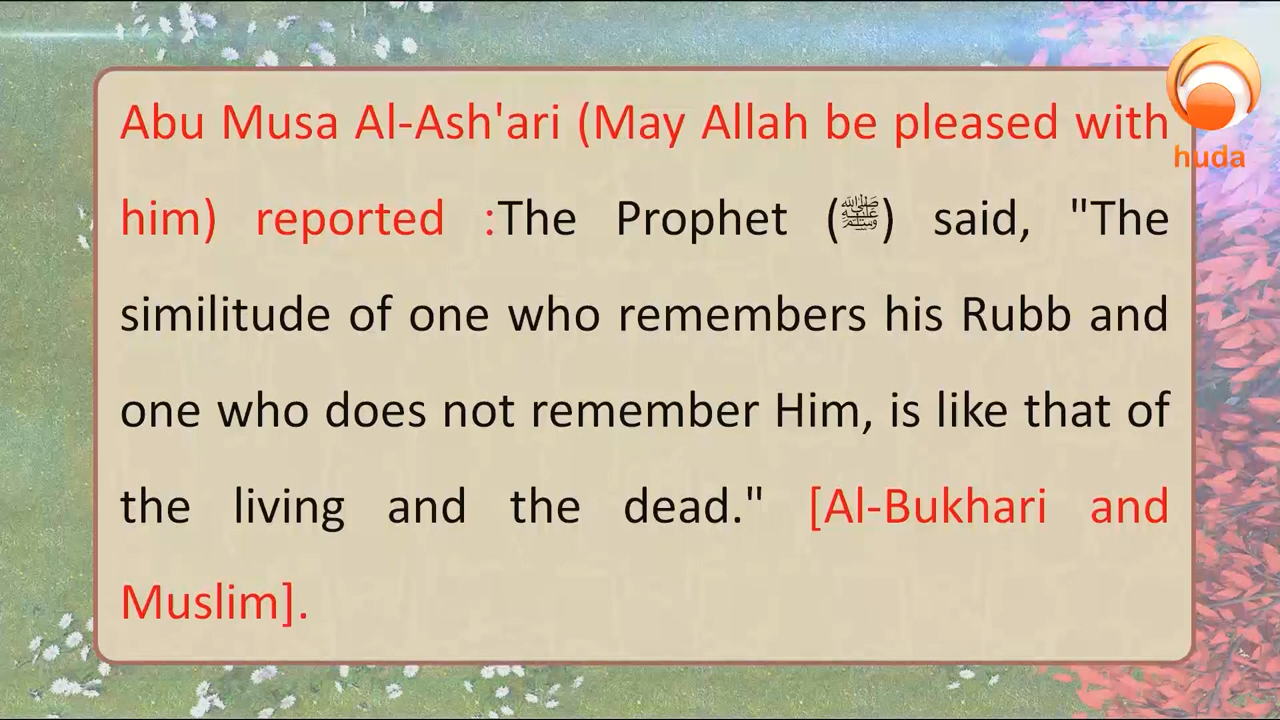 Abu Musa Al-Ash'ari (May Allah be pleased with
him) reported :The Prophet (ﷺ) said, "The
similitude of one who remembers his Rubb and
one who does not remember Him, is like that of
the living and the dead." [Al-Bukhari and
Muslim].
huda